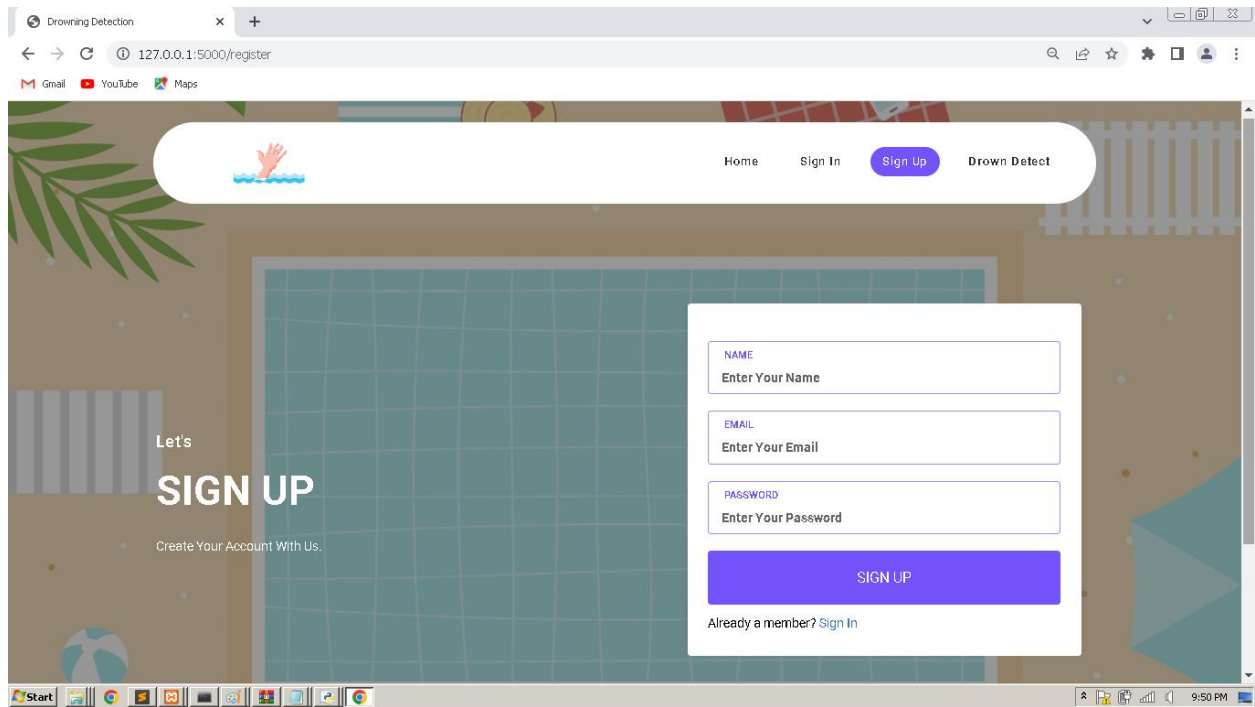 Drowning Detection
127.0.0.1:5000/register
Gmail YouTube Maps
Home Sign In Sign Up Drown Detect
Let's
SIGN UP
Create Your Account With Us.
NAME
Enter Your Name
EMAIL
Enter Your Email
PASSWORD
Enter Your Password
SIGN UP
Already a member? Sign In
Start
9:50 PM